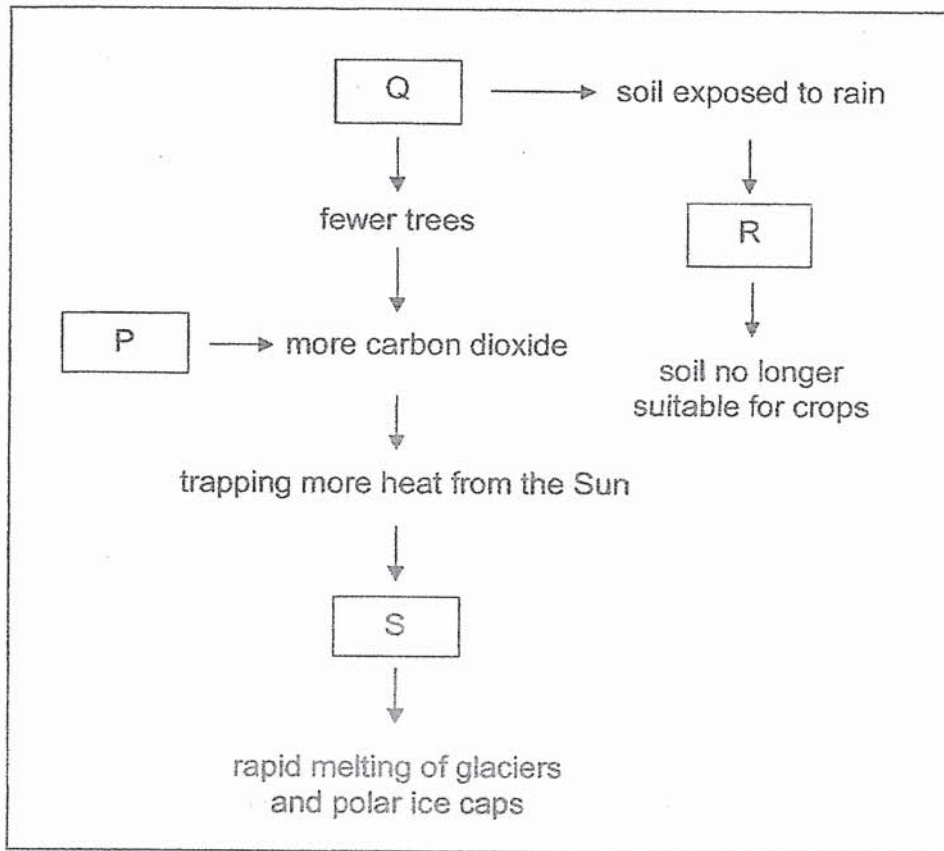 Q
soil exposed to rain
fewer trees
R
P
more carbon dioxide
soil no longer
suitable for crops
trapping more heat from the Sun
S
rapid melting of glaciers
and polar ice caps